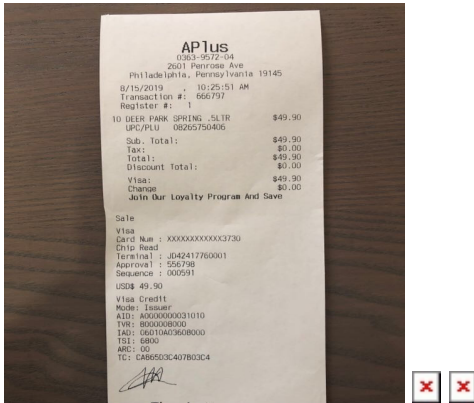 APlus
0363-9572-04
2601 Penrose Ave
Philadelphia, Pennsylvania 19145
8/15/2019 , 10:25:51 AM
Transaction #: 666797
Register #: 1
10 DEER PARK SPRING .5LTR $49.90
UPC/PLU 08265750406
Sub. Total: $49.90
Tax: $0.00
Total: $49.90
Discount Total: $0.00
Visa: $49.90
Change $0.00
Join Our Loyalty Program And Save
Sale
Visa
Card Num : XXXXXXXXXXXX3730
Chip Read
Terminal : JD42417760001
Approval : 556798
Sequence : 000591
USD$ 49.90
Visa Credit
Mode: Issuer
AID: A0000000031010
TVR: 8000008000
IAD: 06010A03608000
TSI: 6800
ARC: 00
TC: CA865D3C407B03C4